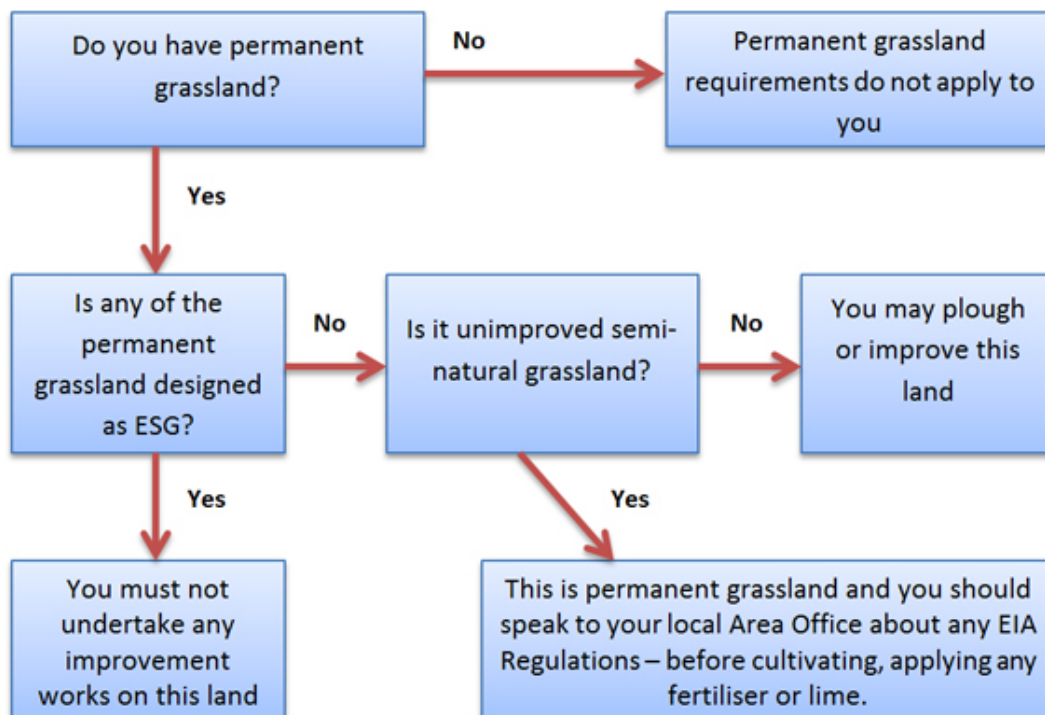 Do you have permanent
grassland?
No
Permanent grassland
requirements do not apply to
you
Yes
Is any of the
permanent
grassland designed
as ESG?
No
Is it unimproved semi-
natural grassland?
No
You may plough
or improve this
land
Yes
Yes
You must not
undertake any
improvement
works on this land
This is permanent grassland and you should
speak to your local Area Office about any EIA
Regulations – before cultivating, applying any
fertiliser or lime.